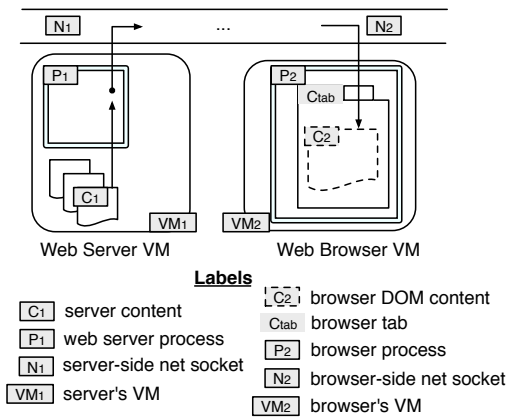 N1 ... N2
P1 P2
Ctab
C2
C1
VM1 VM2
Web Server VM Web Browser VM
Labels
C1 server content
P1 web server process
N1 server-side net socket
VM1 server's VM
C2 browser DOM content
Ctab browser tab
P2 browser process
N2 browser-side net socket
VM2 browser's VM